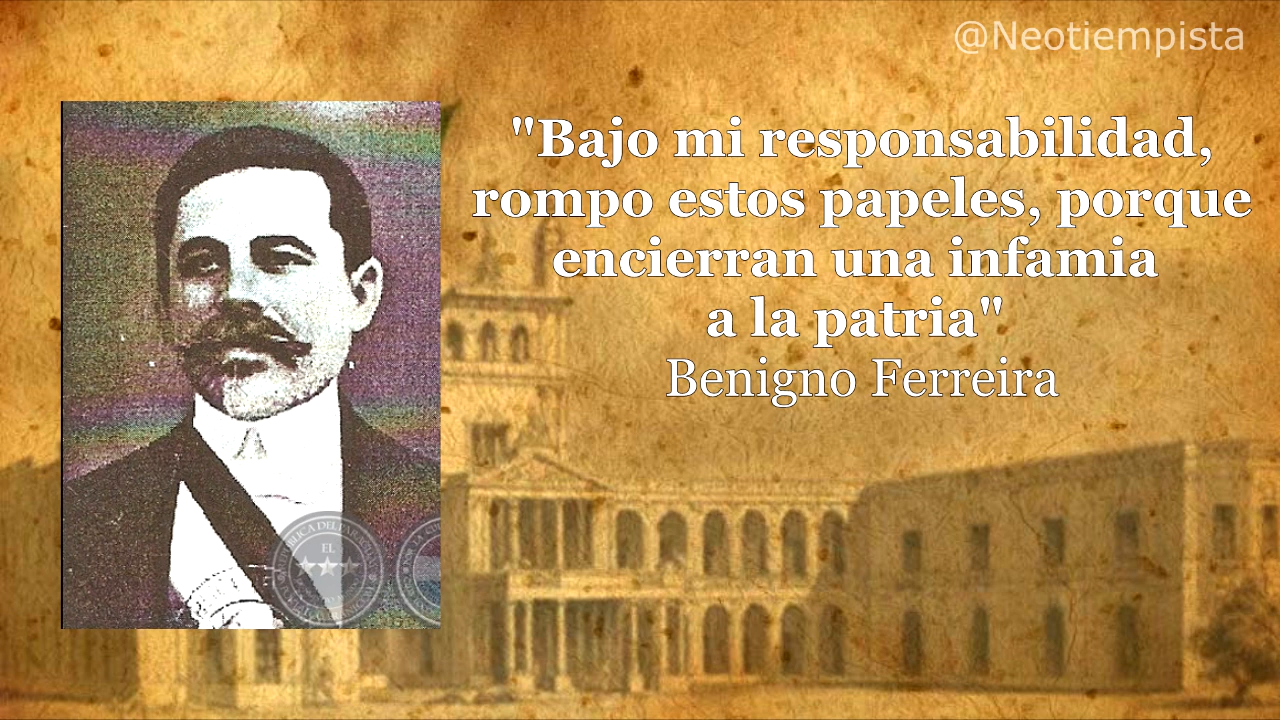 @Neotiempista
"Bajo mi responsabilidad,
rompo estos papeles, porque
encierran una infamia
a la patria"
Benigno Ferreira